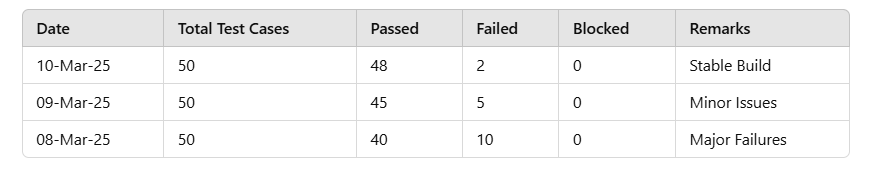 Date Total Test Cases Passed Failed Blocked Remarks
10-Mar-25 50 48 2 0 Stable Build
09-Mar-25 50 45 5 0 Minor Issues
08-Mar-25 50 40 10 0 Major Failures